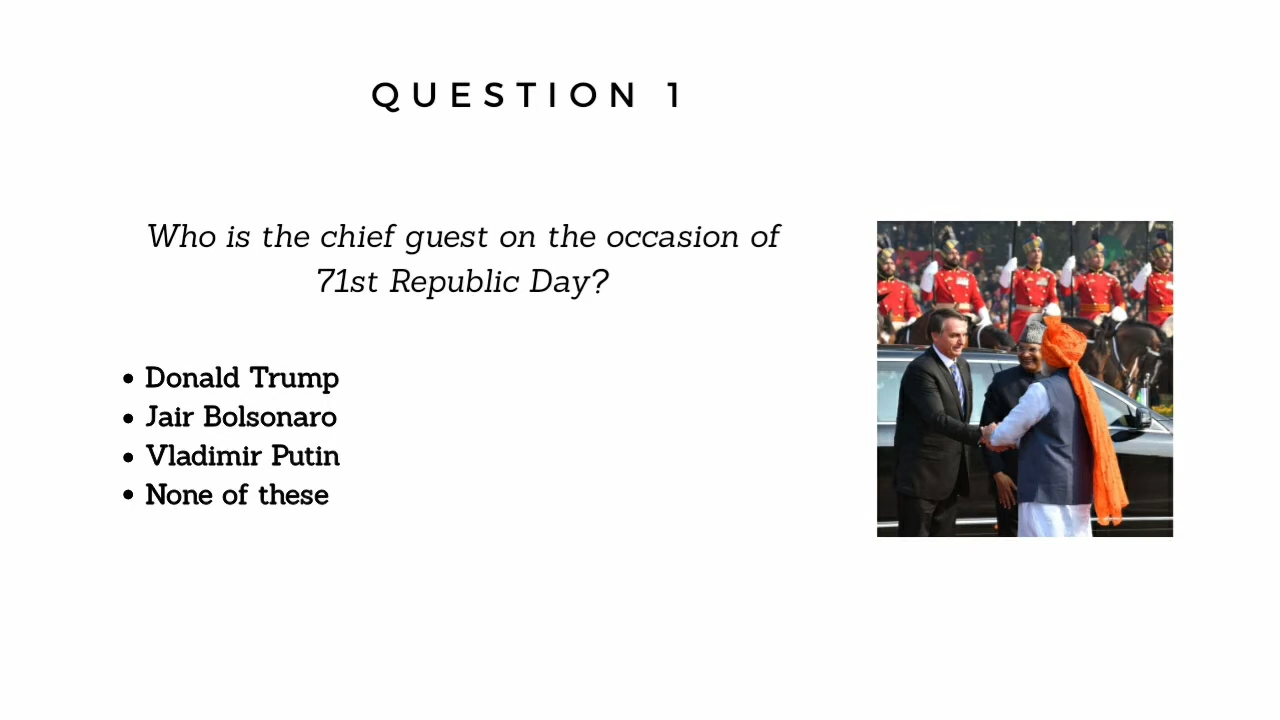 QUESTION 1
Who is the chief guest on the occasion of
71st Republic Day?
• Donald Trump
• Jair Bolsonaro
• Vladimir Putin
• None of these